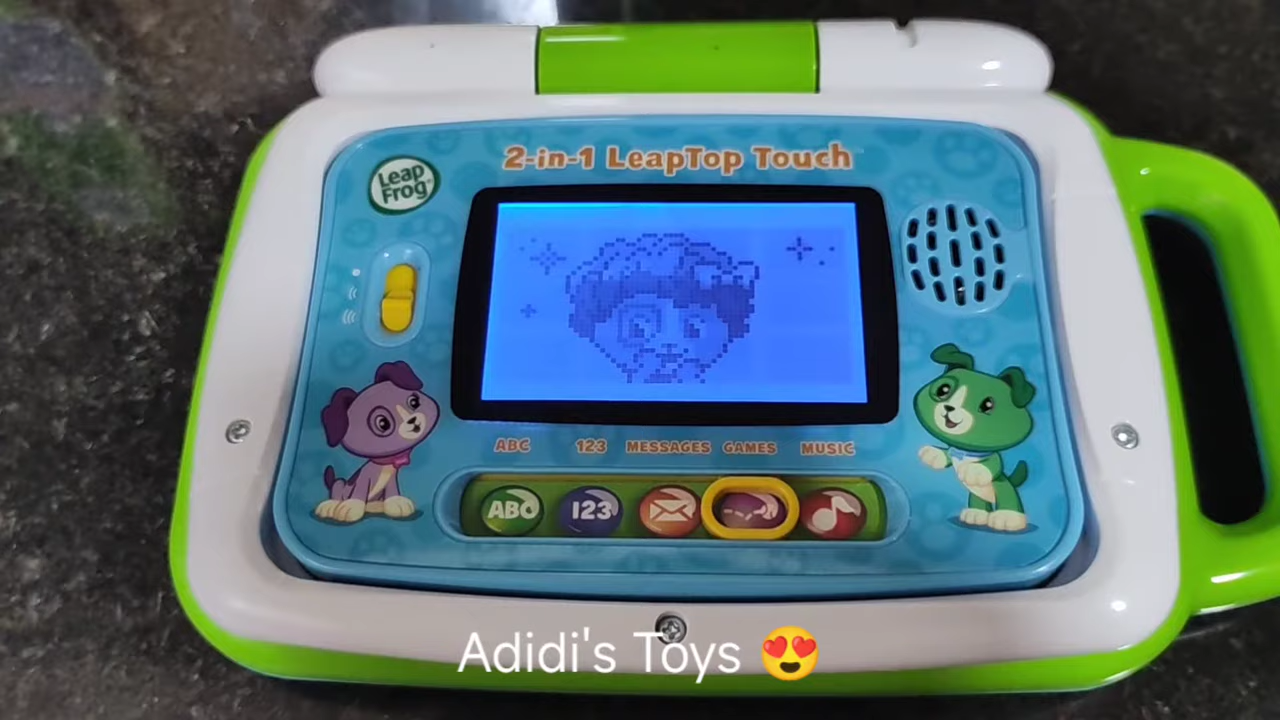 2-in-1 LeapTop Touch
Leap
Frog
ABC 123 MESSAGES GAMES MUSIC
ABC 123
Adidi's Toys 😍